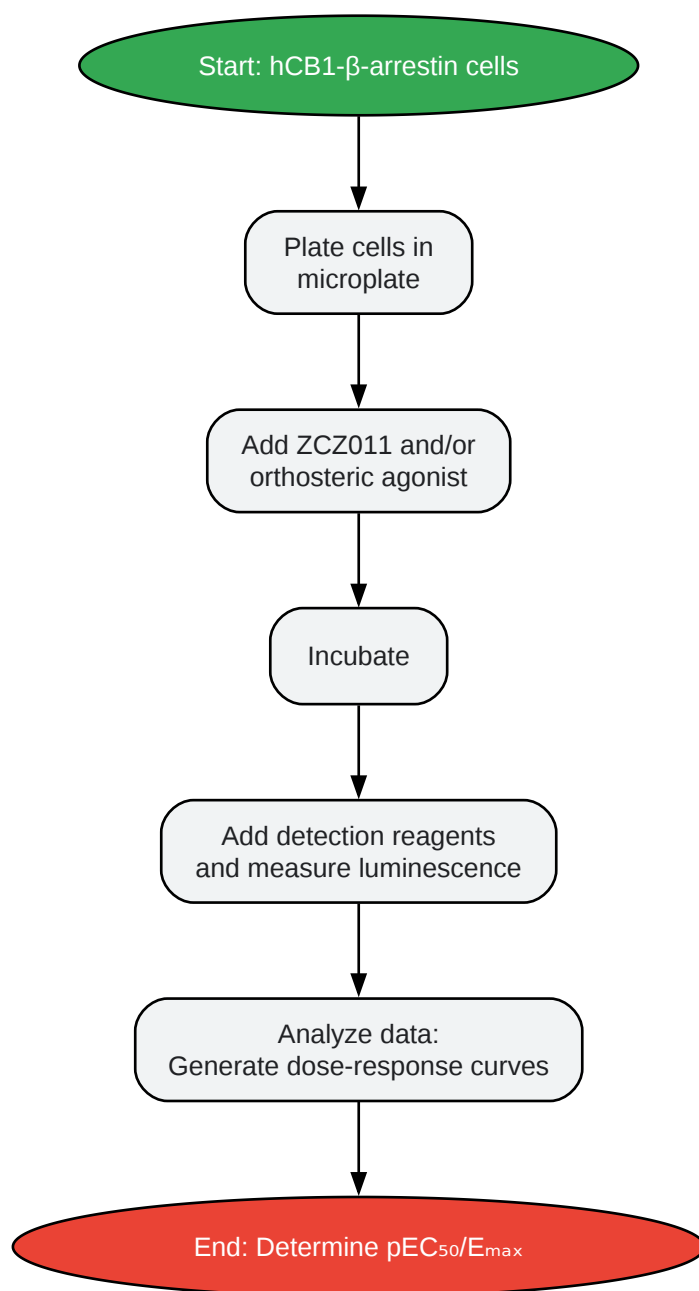 Start: hCB1-β-arrestin cells
Plate cells in
microplate
Add ZCZ011 and/or
orthosteric agonist
Incubate
Add detection reagents
and measure luminescence
Analyze data:
Generate dose-response curves
End: Determine pEC₅₀/Eₘₐₓ